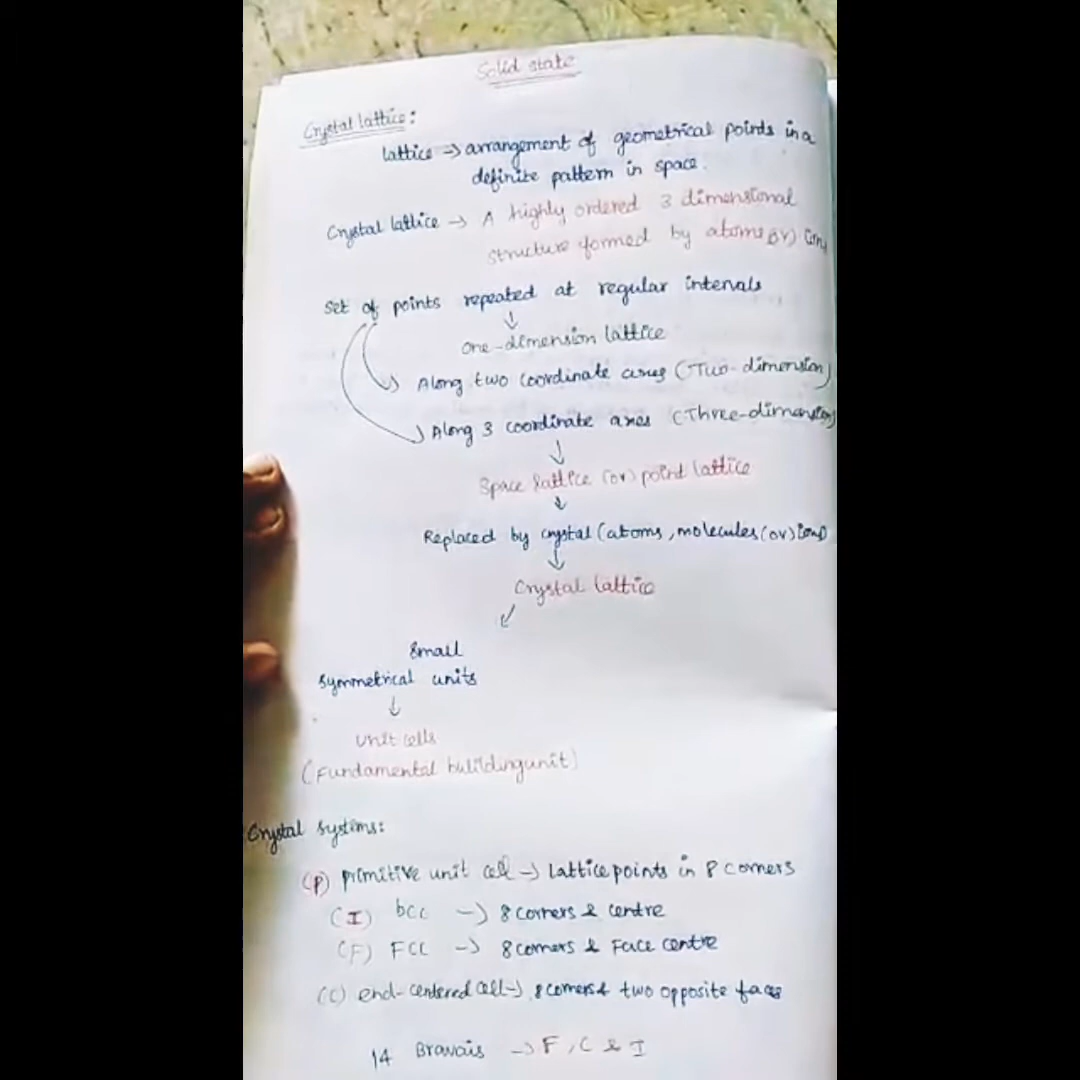 Solid state
Crystal lattice:
lattice → arrangement of geometrical points in a
definite pattern in space.
Crystal lattice → A highly ordered 3 dimensional
structure formed by atoms (or) ions
Set of points repeated at regular intervals
↓
One-dimension lattice
Along two coordinate axes (Two-dimension)
Along 3 coordinate axes (Three-dimension)
↓
Space lattice (or) point lattice
↓
Replaced by crystal (atoms, molecules (or) ions)
↓
Crystal lattice
Small
symmetrical units
↓
Unit cells
(Fundamental building unit)
Crystal systems:
(P) primitive unit cell → Lattice points in 8 corners
(I) bcc → 8 corners & centre
(F) FCC → 8 corners & Face centre
(C) end-centered cell → 8 corners & two opposite faces
14 Bravais → F, C & I